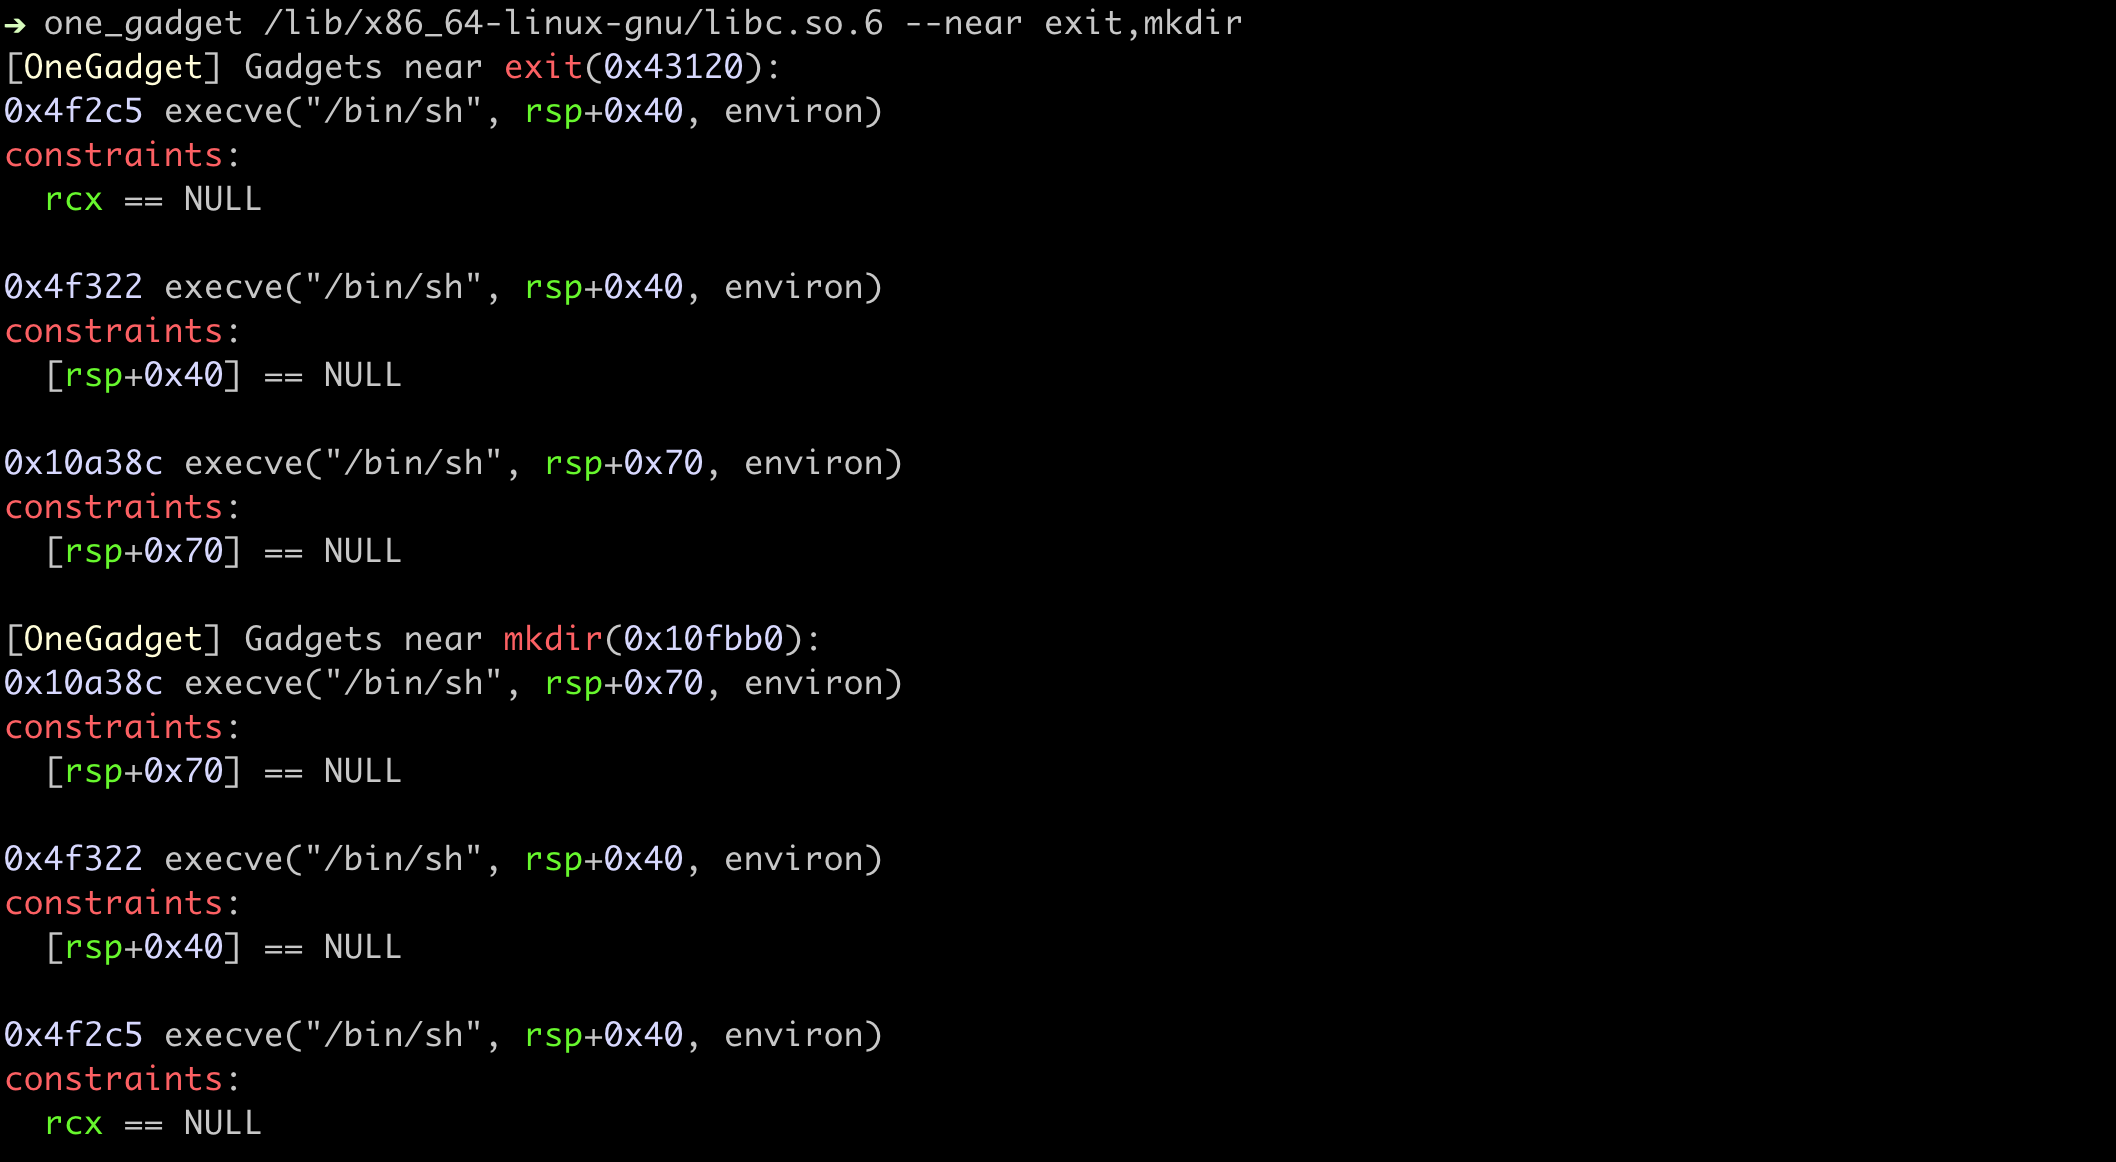 ➜ one_gadget /lib/x86_64-linux-gnu/libc.so.6 --near exit,mkdir
[OneGadget] Gadgets near exit(0x43120):
0x4f2c5 execve("/bin/sh", rsp+0x40, environ)
constraints:
  rcx == NULL

0x4f322 execve("/bin/sh", rsp+0x40, environ)
constraints:
  [rsp+0x40] == NULL

0x10a38c execve("/bin/sh", rsp+0x70, environ)
constraints:
  [rsp+0x70] == NULL

[OneGadget] Gadgets near mkdir(0x10fbb0):
0x10a38c execve("/bin/sh", rsp+0x70, environ)
constraints:
  [rsp+0x70] == NULL

0x4f322 execve("/bin/sh", rsp+0x40, environ)
constraints:
  [rsp+0x40] == NULL

0x4f2c5 execve("/bin/sh", rsp+0x40, environ)
constraints:
  rcx == NULL